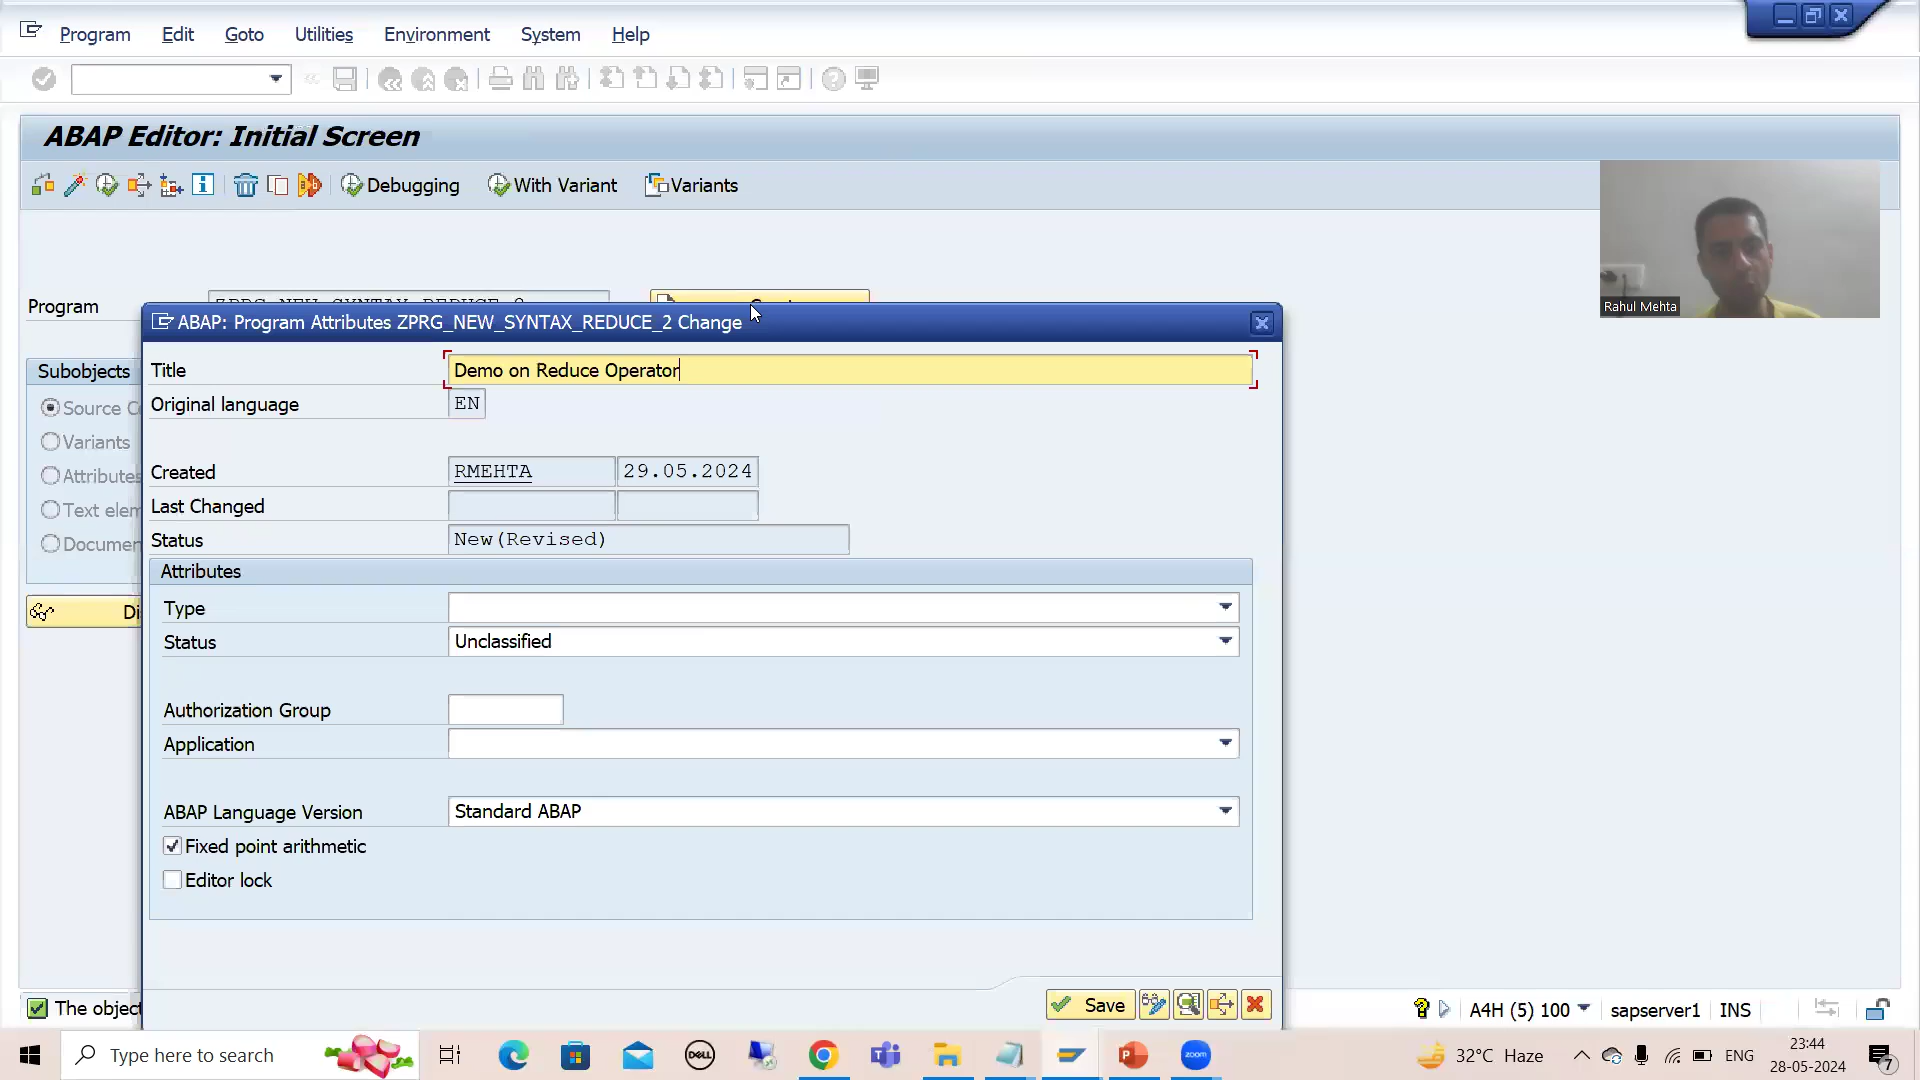 Program Edit Goto Utilities Environment System Help
ABAP Editor: Initial Screen
Debugging With Variant Variants
Rahul Mehta
Program ZPRG_NEW_SYNTAX_REDUCE_2
ABAP: Program Attributes ZPRG_NEW_SYNTAX_REDUCE_2 Change
Subobjects
Title Demo on Reduce Operator
Original language EN
Source C
Variants
Attributes
Text elem
Documen
Di
Created RMEHTA 29.05.2024
Last Changed
Status New(Revised)
Attributes
Type
Status Unclassified
Authorization Group
Application
ABAP Language Version Standard ABAP
Fixed point arithmetic
Editor lock
Save
The object
A4H (5) 100 sapserver1 INS
Type here to search
DELL
zoom
32°C Haze
ENG
23:44
28-05-2024
7